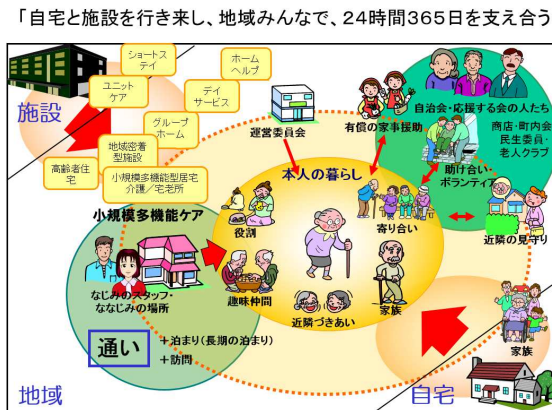 「自宅と施設を行き来し、地域みんなで、24時間365日を支え合う
施設
ショートス
テイ
ホーム
ヘルプ
ユニット
ケア
デイ
サービス
グループ
ホーム
地域密着
型施設
高齢者住
宅
小規模多機能型居宅
介護/宅老所
運営委員会
有償の家事援助
自治会・応援する会の人たち
商店・町内会
民生委員・
老人クラブ
助け合い・
ボランティア
近隣の見守り
本人の暮らし
役割
寄り合い
趣味仲間
近隣づきあい
家族
小規模多機能ケア
なじみのスタッフ・
ななじみの場所
通い
+泊まり(長期の泊まり)
+訪問
地域
家族
自宅